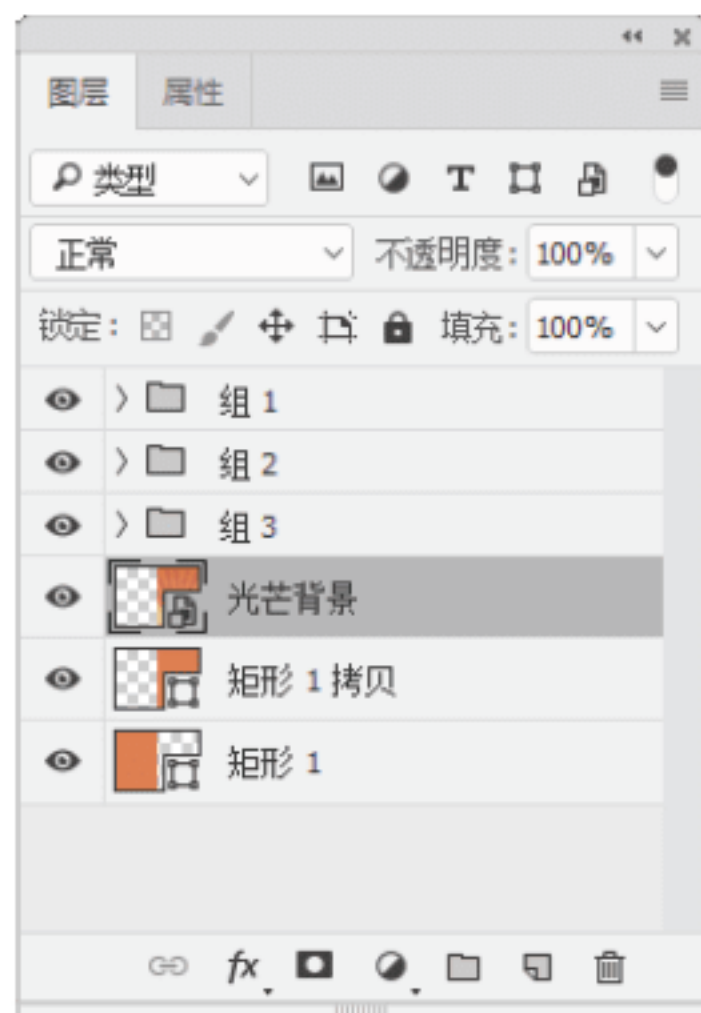 图层 属性
类型
正常 不透明度: 100%
锁定: 填充: 100%
组 1
组 2
组 3
光芒背景
矩形 1 拷贝
矩形 1
fx